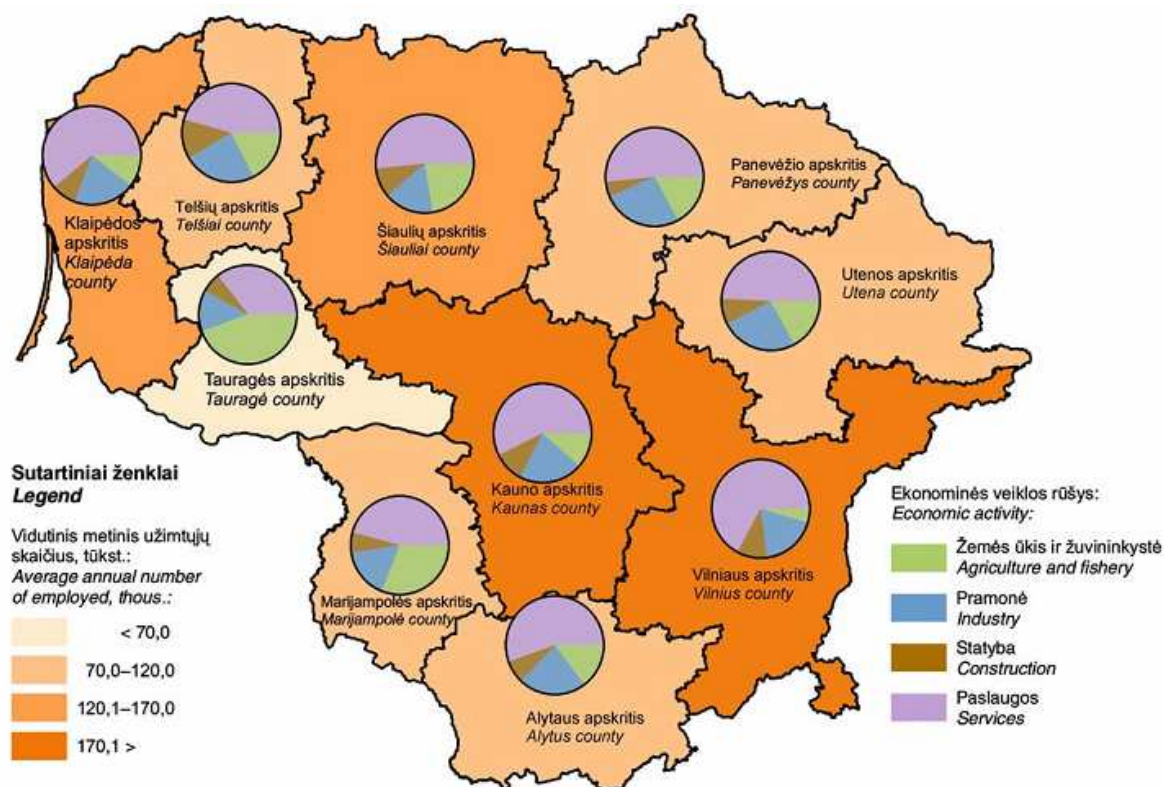 Klaipėdos
apskritis
Klaipėda
county
Telšių apskritis
Telšiai county
Šiaulių apskritis
Šiauliai county
Panevėžio apskritis
Panevėžys county
Utenos apskritis
Utena county
Tauragės apskritis
Tauragė county
Kauno apskritis
Kaunas county
Marijampolės apskritis
Marijampolė county
Vilniaus apskritis
Vilnius county
Alytaus apskritis
Alytus county
Sutartiniai ženklai
Legend
Vidutinis metinis užimtųjų
skaičius, tūkst.:
Average annual number
of employed, thous.:
< 70,0
70,0–120,0
120,1–170,0
170,1 >
Ekonominės veiklos rūšys:
Economic activity:
Žemės ūkis ir žuvininkystė
Agriculture and fishery
Pramonė
Industry
Statyba
Construction
Paslaugos
Services